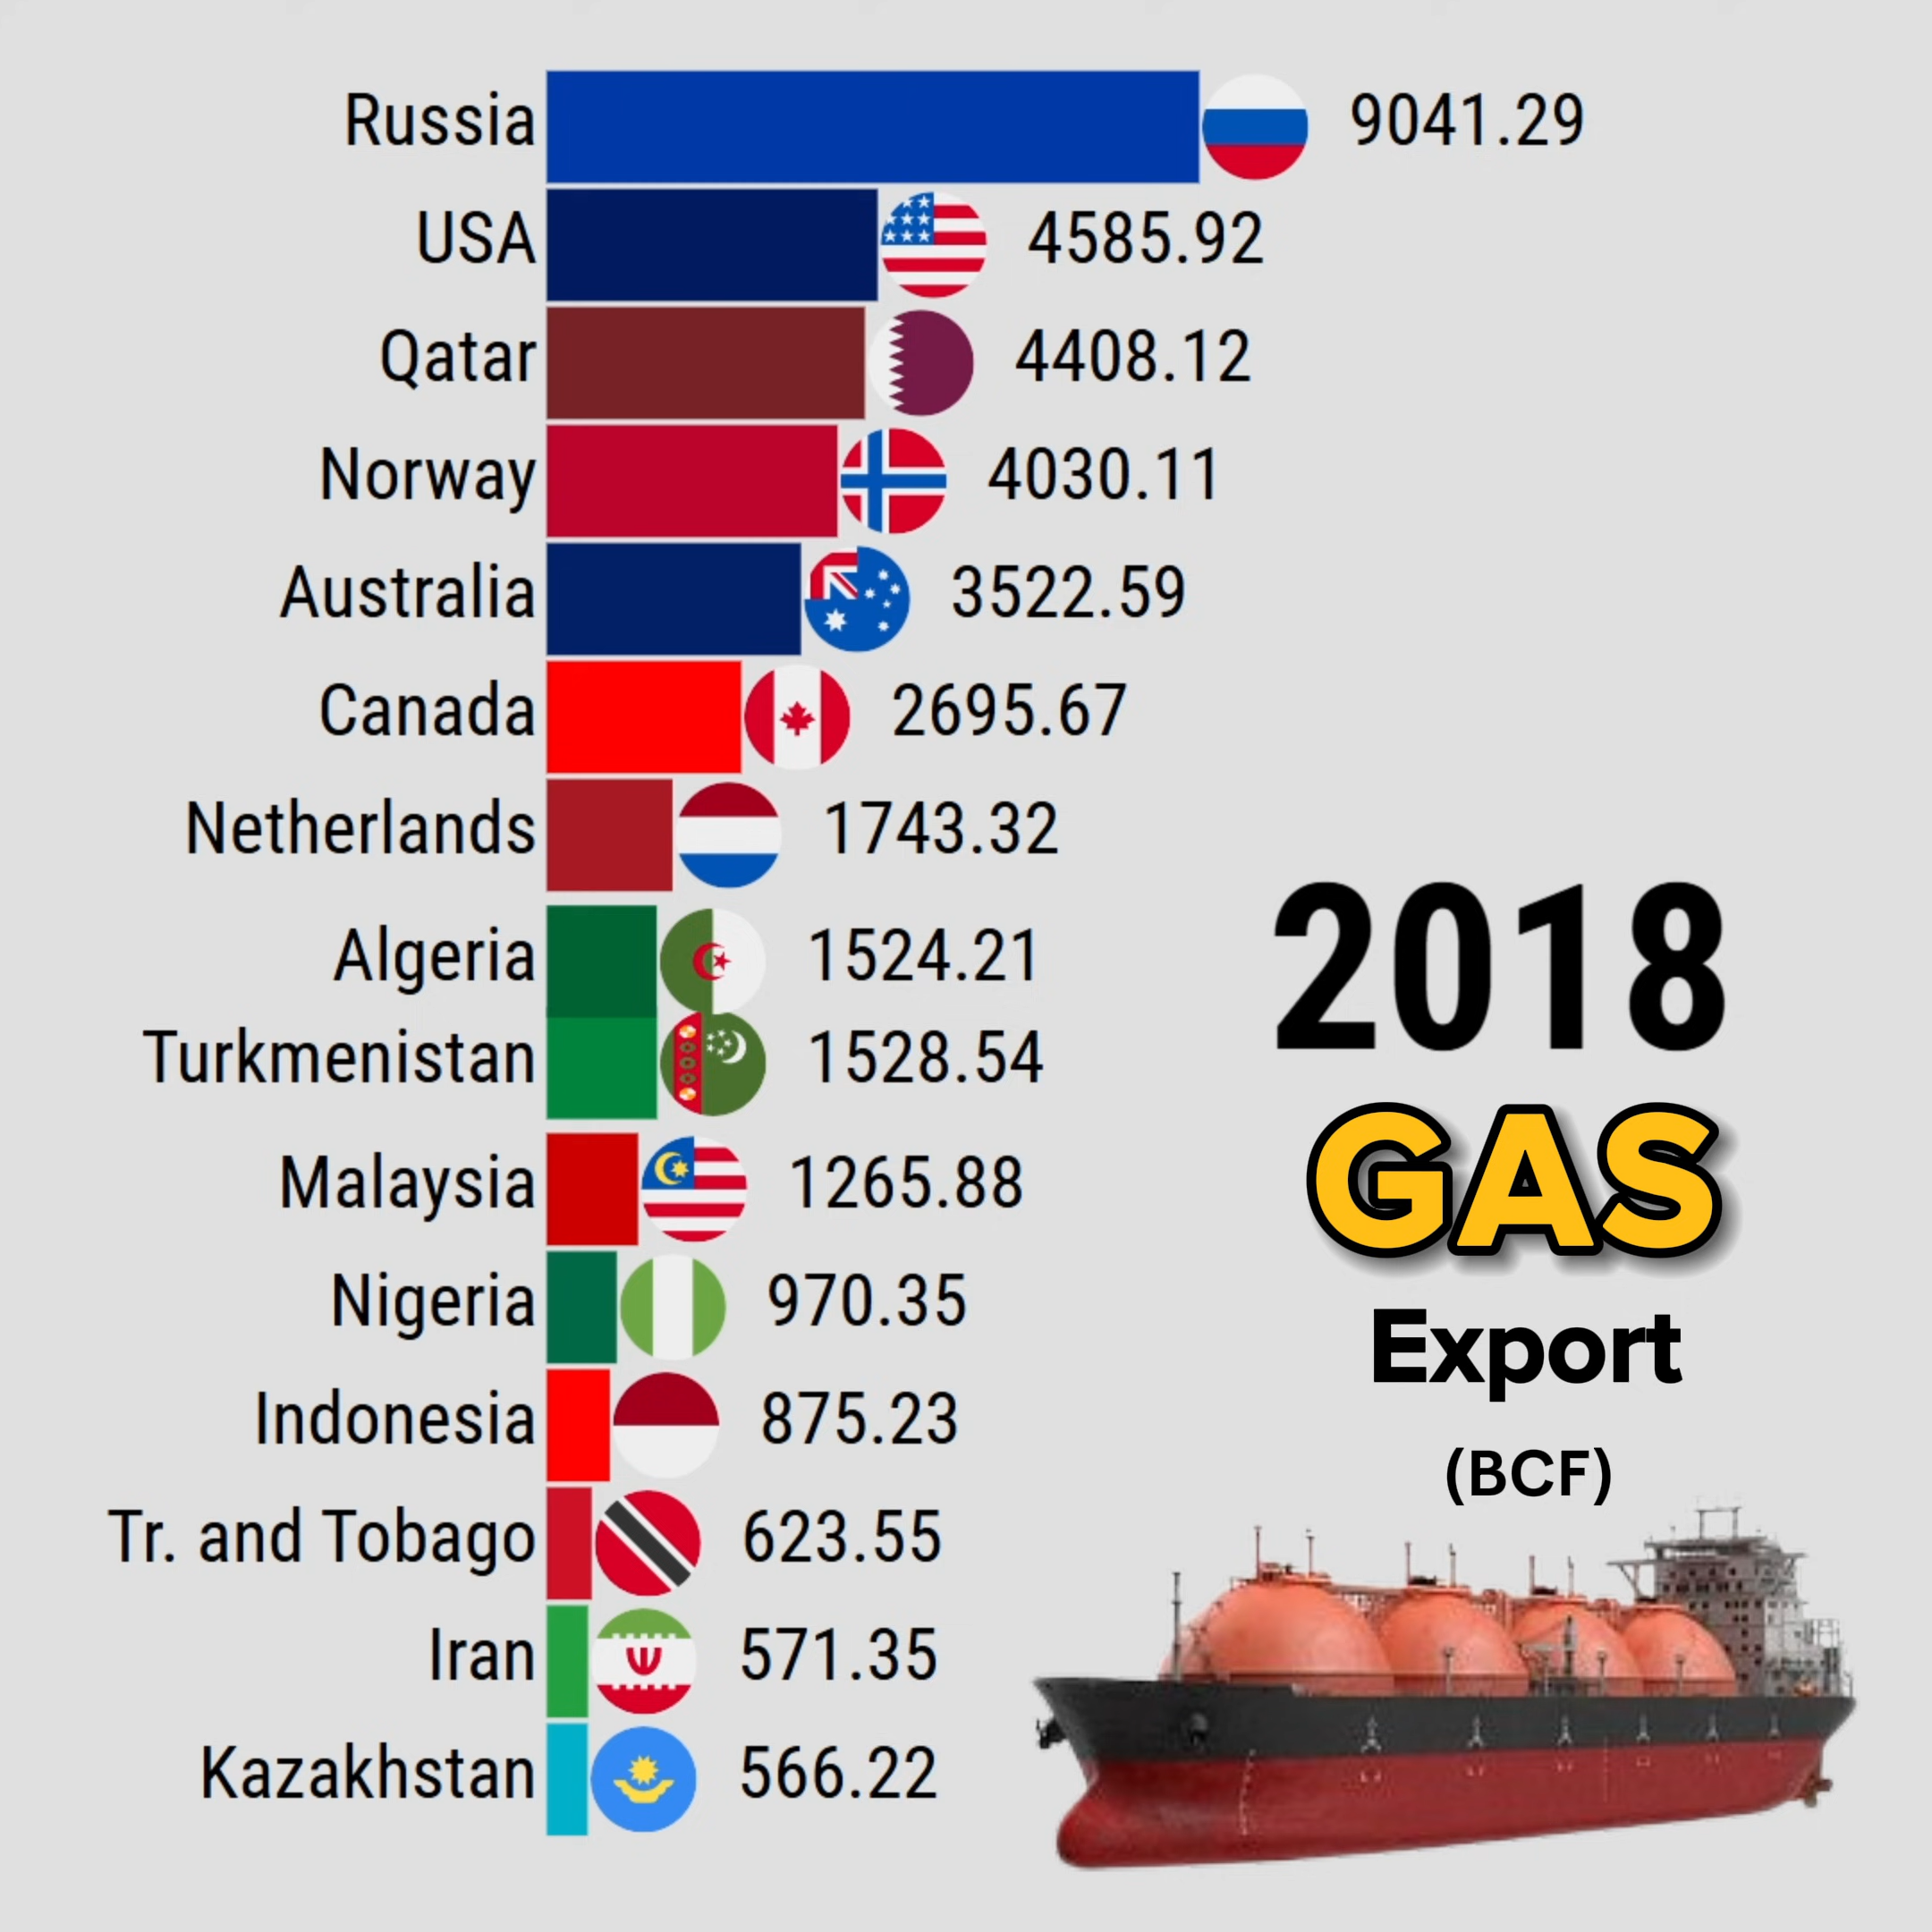 Russia 9041.29
USA 4585.92
Qatar 4408.12
Norway 4030.11
Australia 3522.59
Canada 2695.67
Netherlands 1743.32
Algeria 1524.21
Turkmenistan 1528.54
Malaysia 1265.88
Nigeria 970.35
Indonesia 875.23
Tr. and Tobago 623.55
Iran 571.35
Kazakhstan 566.22
2018
GAS
Export
(BCF)